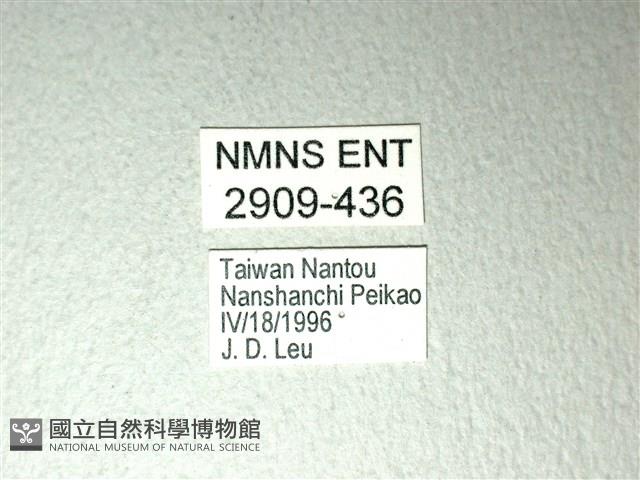 NMNS ENT
2909-436
Taiwan Nantou
Nanshanchi Peikao
IV/18/1996
J. D. Leu
國立自然科學博物館
NATIONAL MUSEUM OF NATURAL SCIENCE